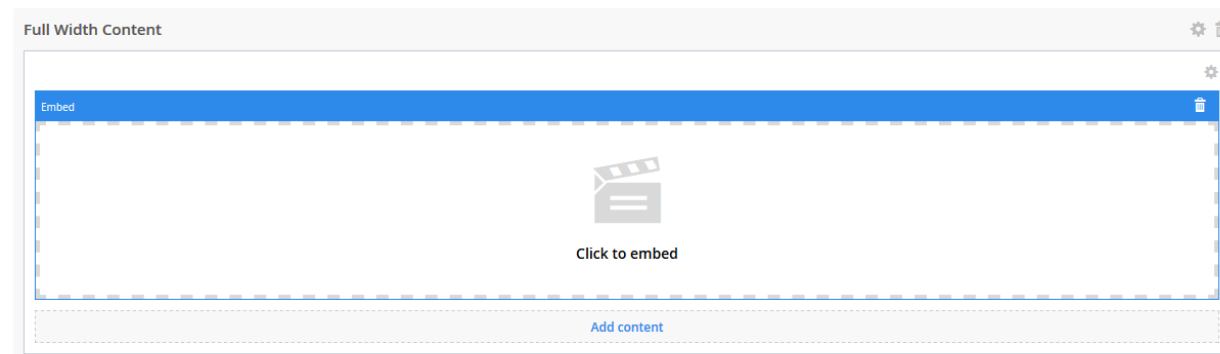 Full Width Content
Embed
Click to embed
Add content